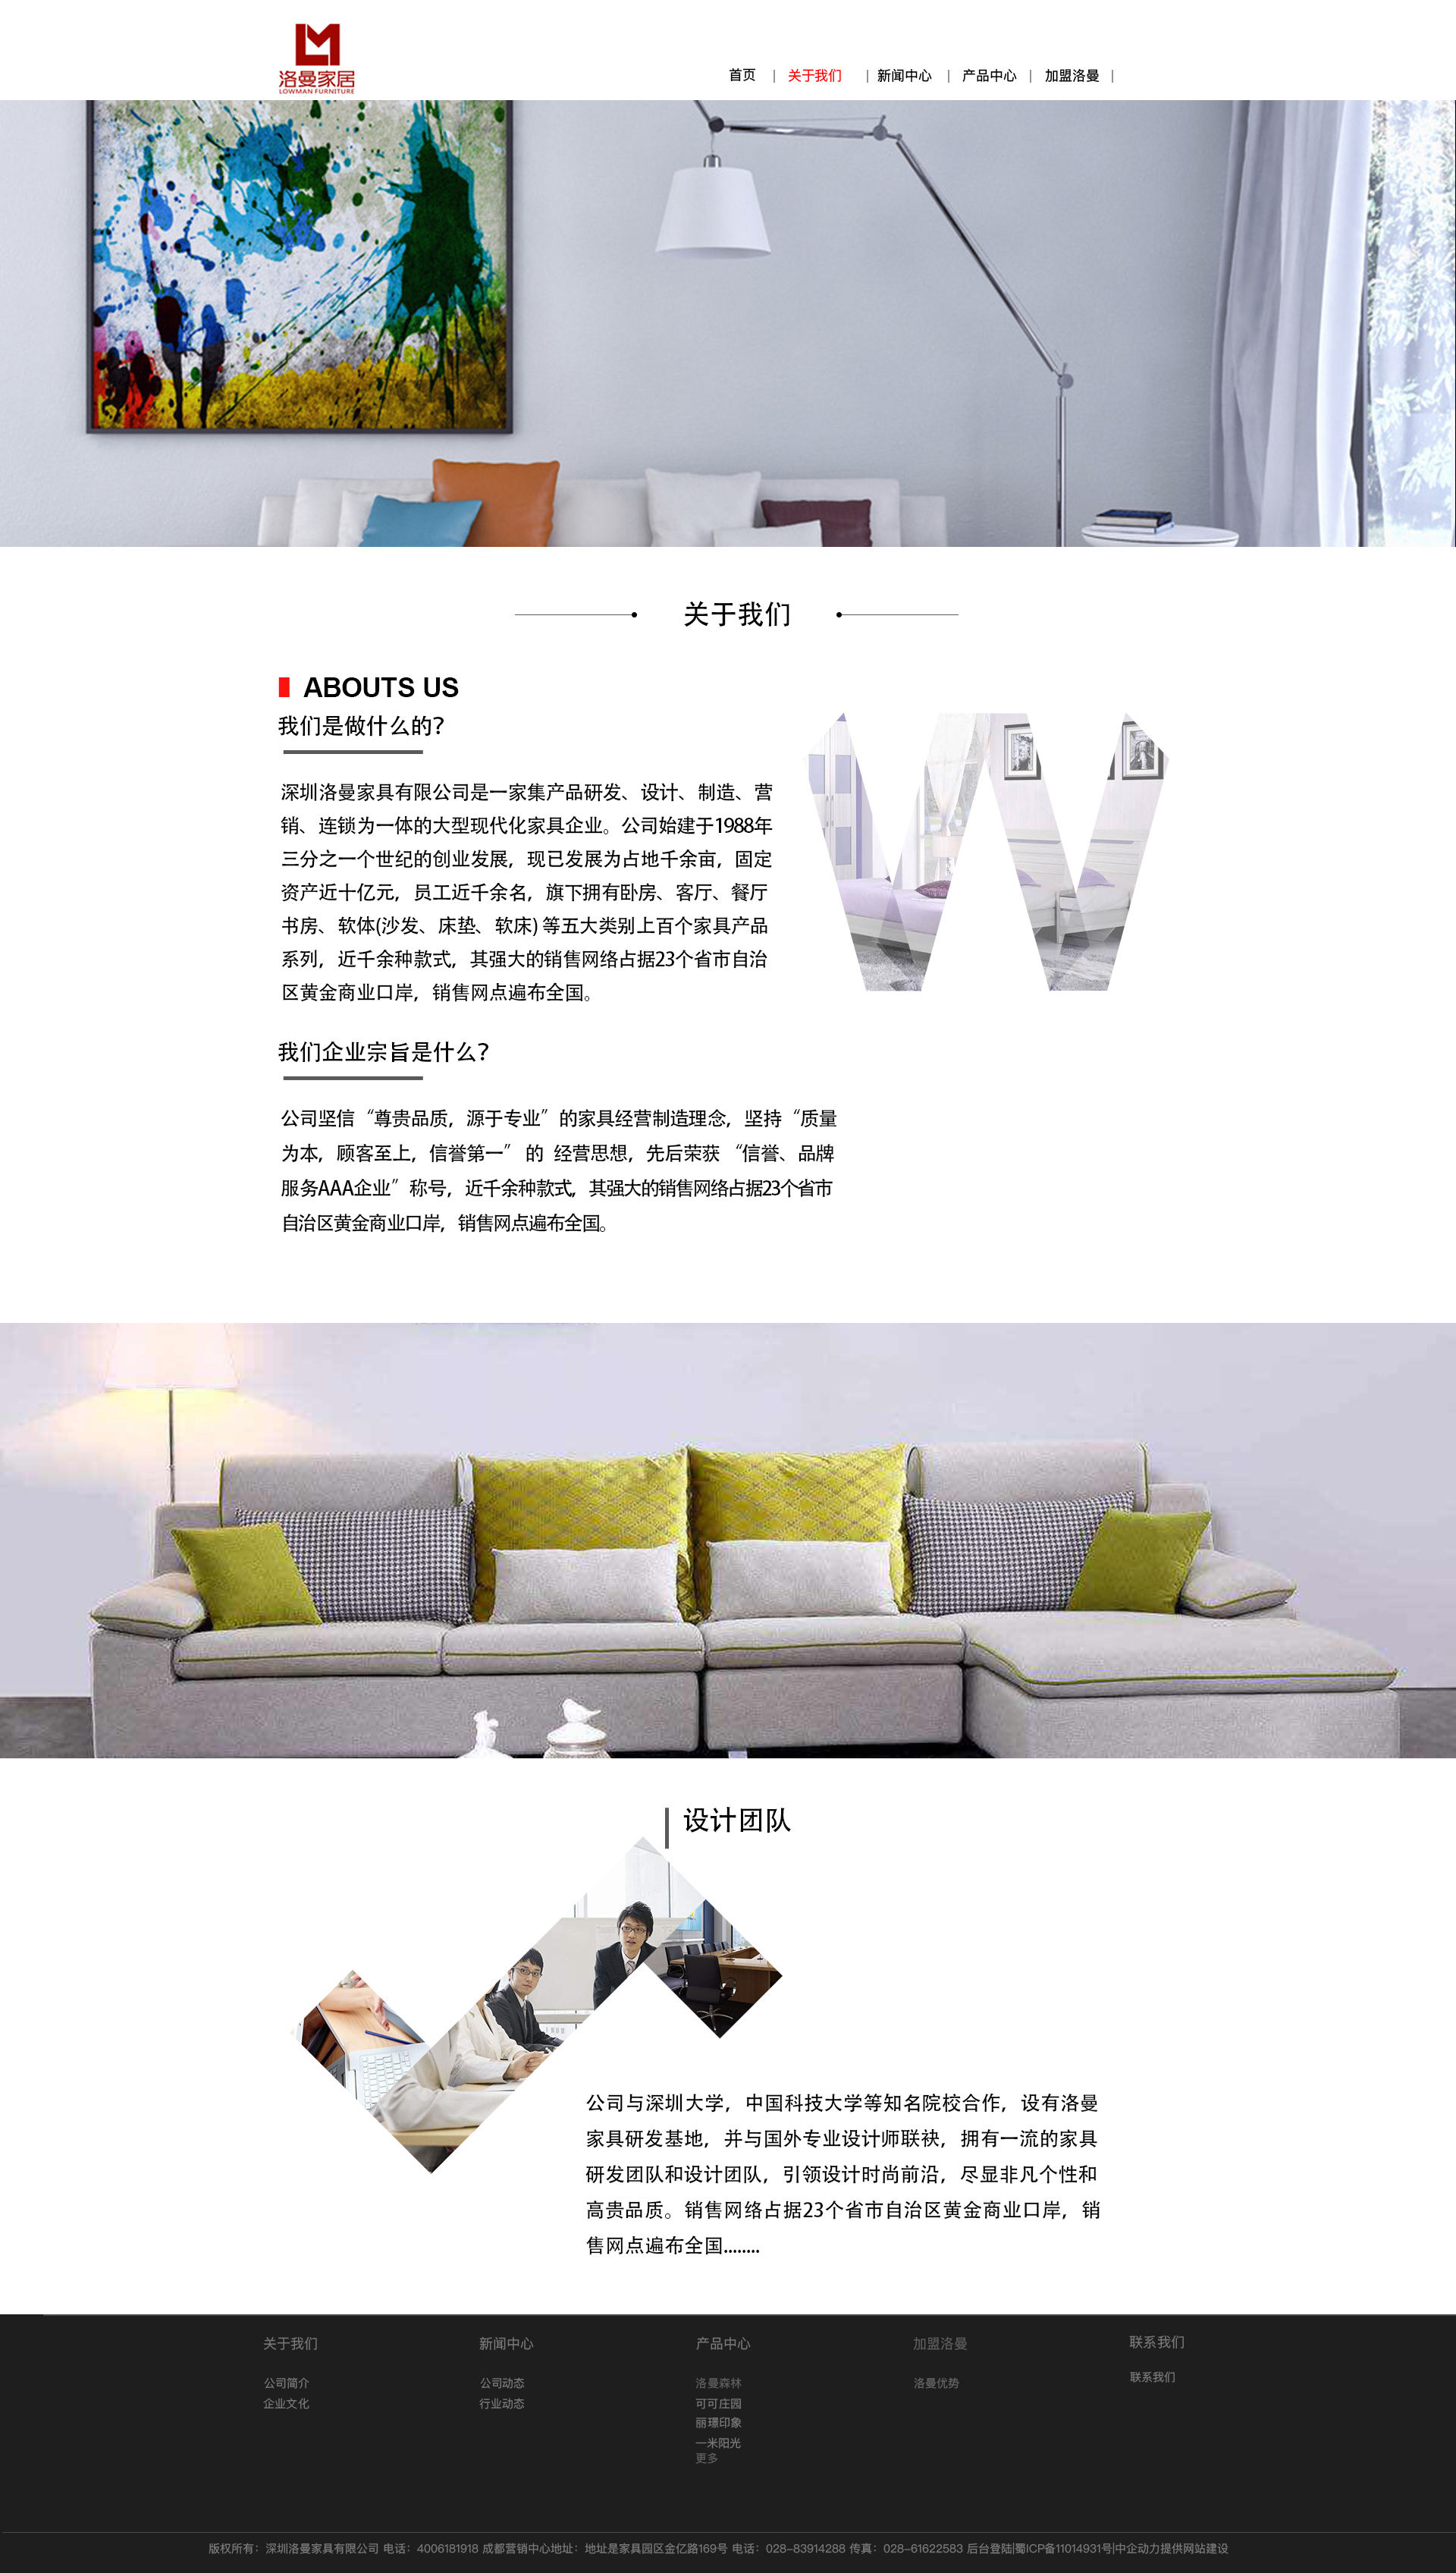 洛曼家居
LOWMAN FURNITURE
首页 | 关于我们 | 新闻中心 | 产品中心 | 加盟洛曼 |
关于我们
ABOUTS US
我们是做什么的？
深圳洛曼家具有限公司是一家集产品研发、设计、制造、营
销、连锁为一体的大型现代化家具企业。公司始建于1988年
三分之一个世纪的创业发展，现已发展为占地千余亩，固定
资产近十亿元，员工近千余名，旗下拥有卧房、客厅、餐厅
书房、软体(沙发、床垫、软床) 等五大类别上百个家具产品
系列，近千余种款式，其强大的销售网络占据23个省市自治
区黄金商业口岸，销售网点遍布全国。
我们企业宗旨是什么？
公司坚信“尊贵品质，源于专业”的家具经营制造理念，坚持“质量
为本，顾客至上，信誉第一” 的 经营思想，先后荣获 “信誉、品牌
服务AAA企业”称号，近千余种款式，其强大的销售网络占据23个省市
自治区黄金商业口岸，销售网点遍布全国。
设计团队
公司与深圳大学，中国科技大学等知名院校合作，设有洛曼
家具研发基地，并与国外专业设计师联袂，拥有一流的家具
研发团队和设计团队，引领设计时尚前沿，尽显非凡个性和
高贵品质。销售网络占据23个省市自治区黄金商业口岸，销
售网点遍布全国........
关于我们 新闻中心 产品中心 加盟洛曼 联系我们
公司简介 公司动态 洛曼森林 洛曼优势 联系我们
企业文化 行业动态 可可庄园
丽璟印象
一米阳光
更多
版权所有：深圳洛曼家具有限公司 电话：4006181918 成都营销中心地址：地址是家具园区金亿路169号 电话：028-83914288 传真：028-61622583 后台登陆|蜀ICP备11014931号|中企动力提供网站建设